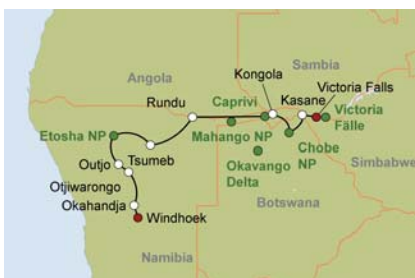 Sambia
Angola
Kongola
Victoria Falls
Rundu
Caprivi
Kasane
Etosha NP
Victoria
Fälle
Mahango NP
Tsumeb
Chobe
NP
Outjo
Okavango
Delta
Simbabwe
Otjiwarongo
Okahandja
Botswana
Windhoek
Namibia